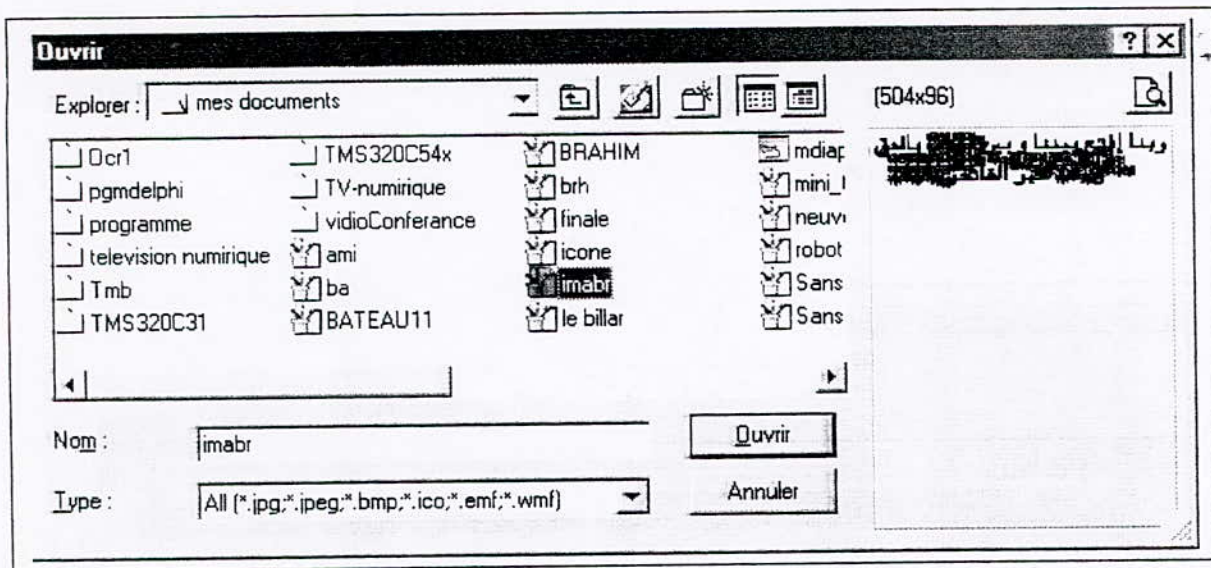 Ouvrir
Explorer : mes documents
(504x96)
Ocr1
pgmdelphi
programme
television numirique
Tmb
TMS320C31
TMS320C54x
TV-numirique
vidioConferance
ami
ba
BATEAU11
BRAHIM
brh
finale
icone
imabr
le billar
mdiap
mini_
neuv
robot
Sans
Sans
Nom : imabr
Ouvrir
Type : All (*.jpg;*.jpeg;*.bmp;*.ico;*.emf;*.wmf)
Annuler